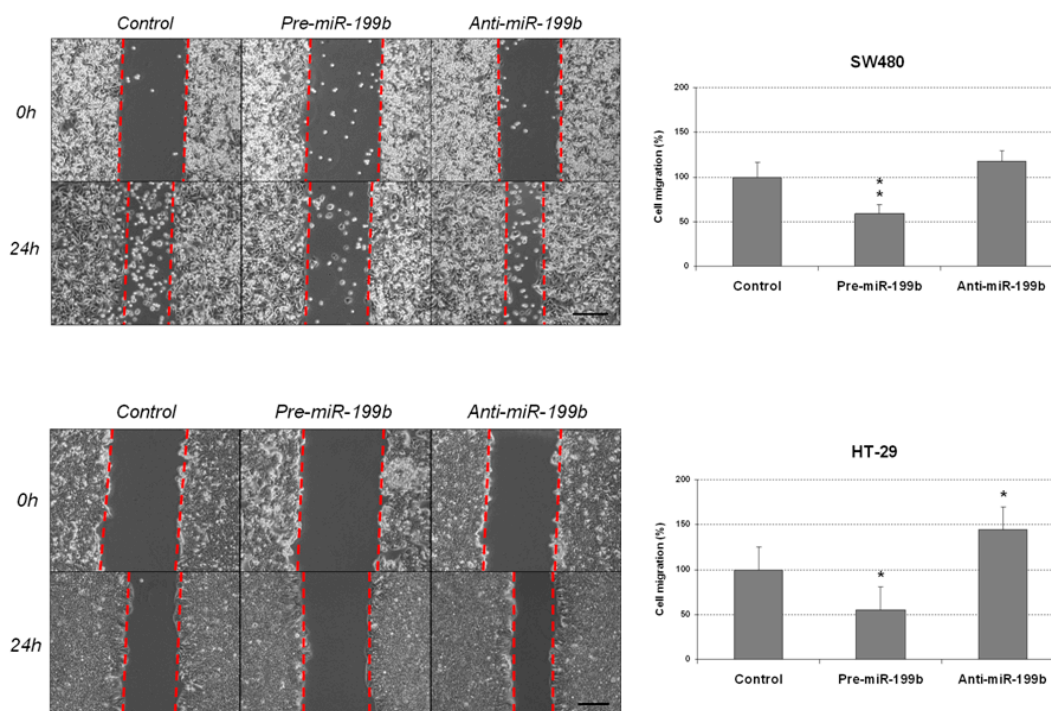 Control Pre-miR-199b Anti-miR-199b
0h
24h
SW480
Cell migration (%)
200
150
100
50
0
*
*
Control Pre-miR-199b Anti-miR-199b
Control Pre-miR-199b Anti-miR-199b
0h
24h
HT-29
Cell migration (%)
200
150
100
50
0
*
*
Control Pre-miR-199b Anti-miR-199b